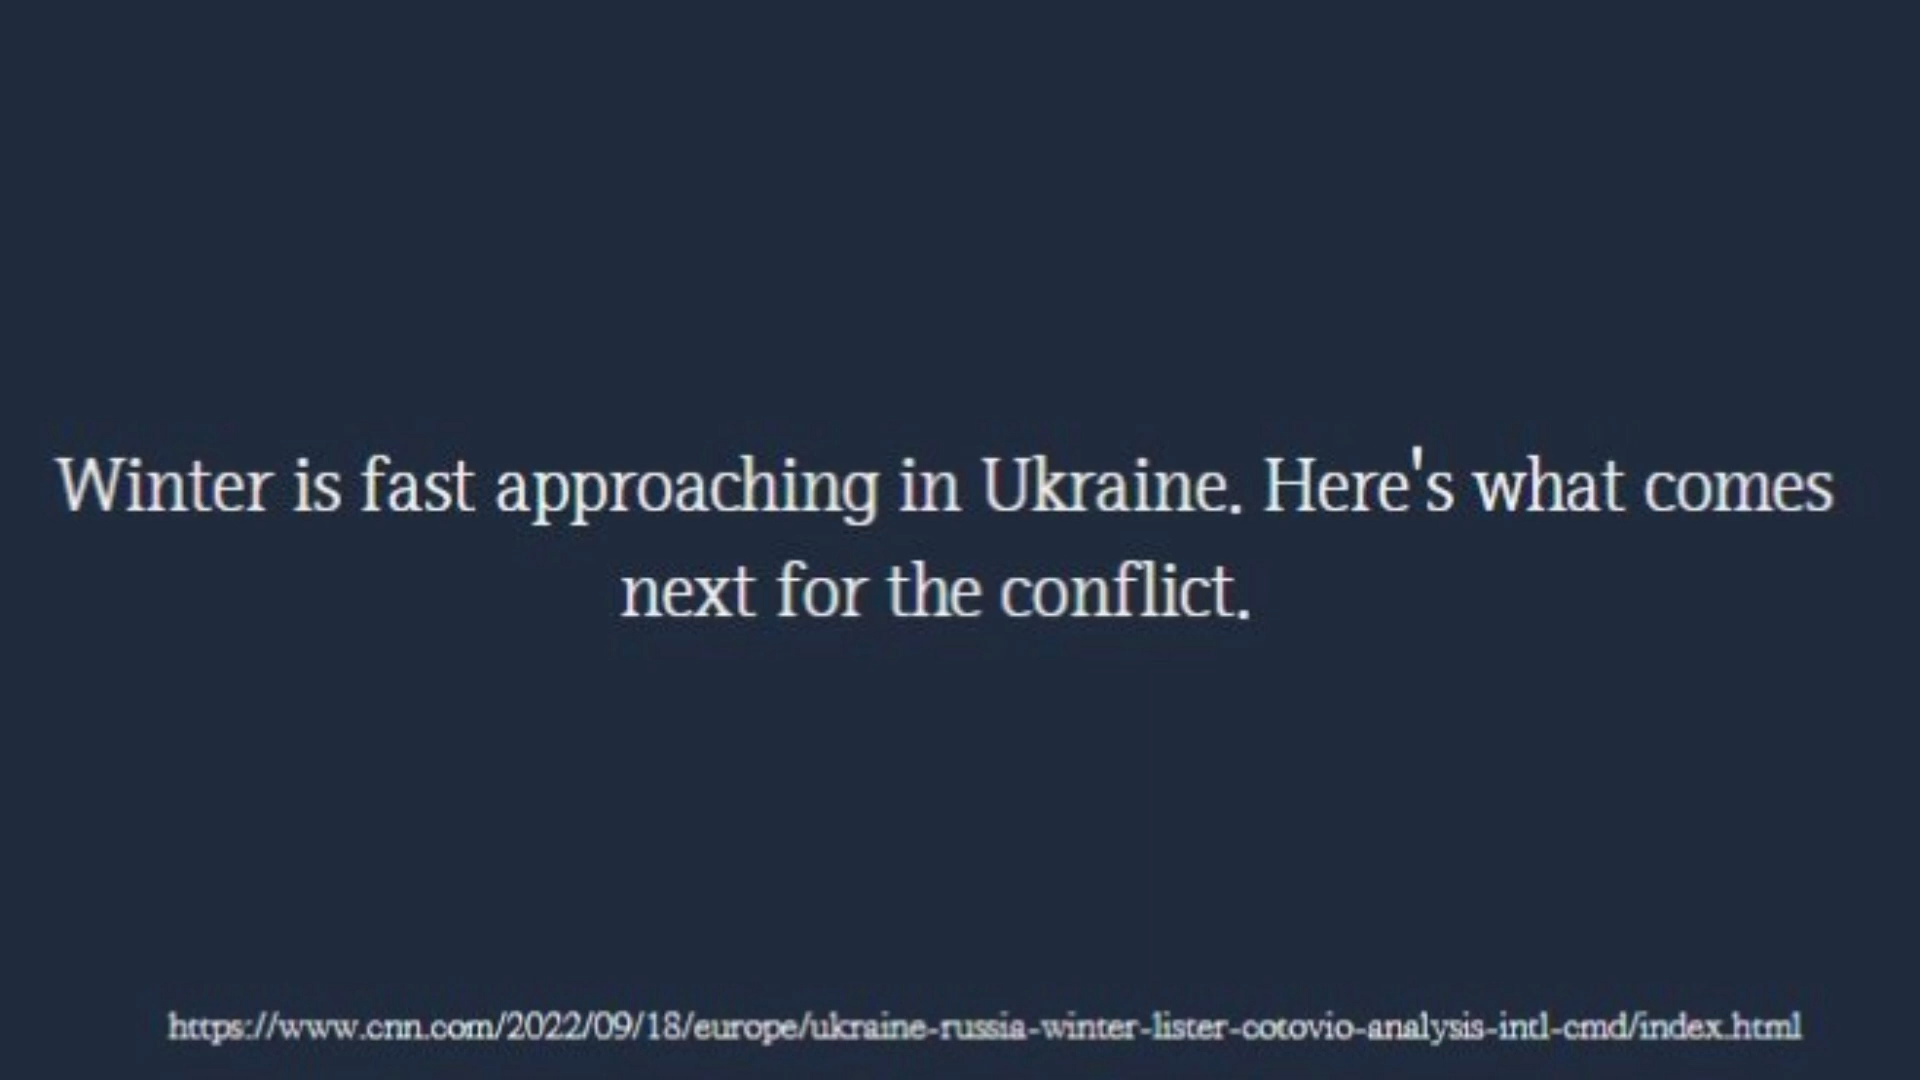 Winter is fast approaching in Ukraine. Here's what comes
next for the conflict.
https://www.cnn.com/2022/09/18/europe/ukraine-russia-winter-lister-cotovio-analysis-intl-cmd/index.html